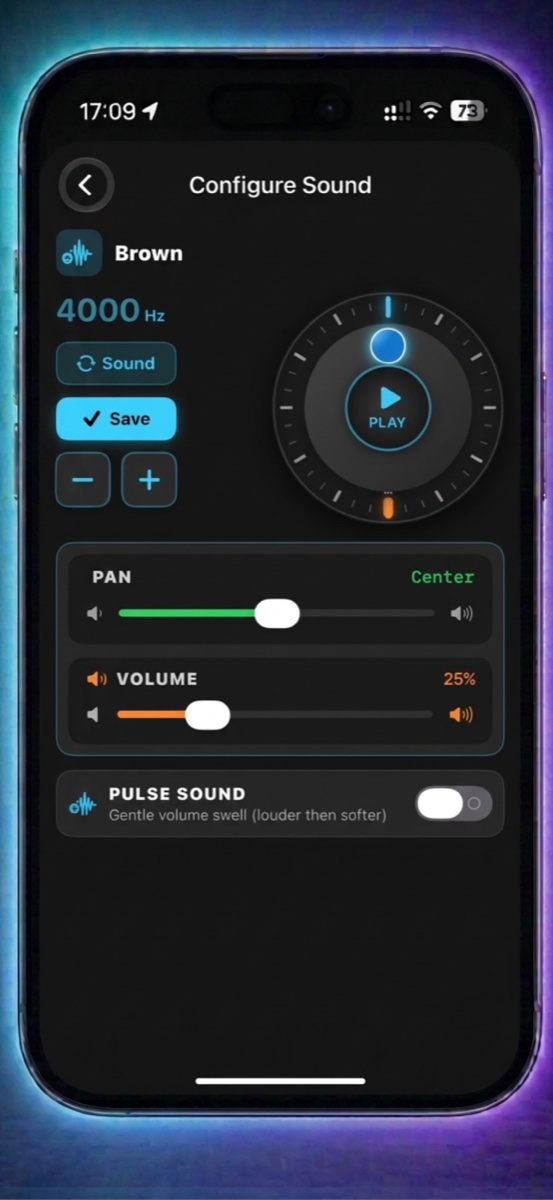 17:09
73
Configure Sound
Brown
4000 Hz
Sound
Save
PLAY
PAN
Center
VOLUME
25%
PULSE SOUND
Gentle volume swell (louder then softer)